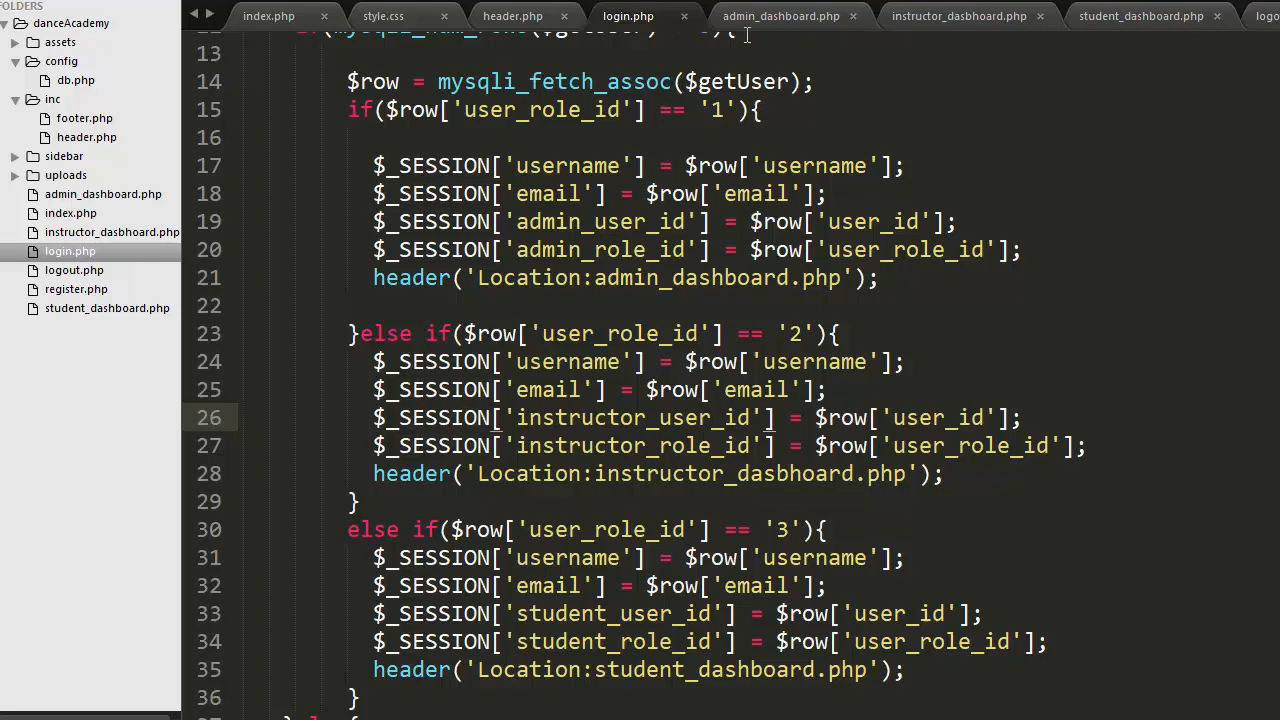 FOLDERS
danceAcademy
assets
config
db.php
inc
footer.php
header.php
sidebar
uploads
admin_dashboard.php
index.php
instructor_dasbhoard.php
login.php
logout.php
register.php
student_dashboard.php
index.php × style.css × header.php × login.php × admin_dashboard.php × instructor_dasbhoard.php × student_dashboard.php × logo
13
14 $row = mysqli_fetch_assoc($getUser);
15 if($row['user_role_id'] == '1'){
16
17 $_SESSION['username'] = $row['username'];
18 $_SESSION['email'] = $row['email'];
19 $_SESSION['admin_user_id'] = $row['user_id'];
20 $_SESSION['admin_role_id'] = $row['user_role_id'];
21 header('Location:admin_dashboard.php');
22
23 }else if($row['user_role_id'] == '2'){
24 $_SESSION['username'] = $row['username'];
25 $_SESSION['email'] = $row['email'];
26 $_SESSION['instructor_user_id'] = $row['user_id'];
27 $_SESSION['instructor_role_id'] = $row['user_role_id'];
28 header('Location:instructor_dasbhoard.php');
29 }
30 else if($row['user_role_id'] == '3'){
31 $_SESSION['username'] = $row['username'];
32 $_SESSION['email'] = $row['email'];
33 $_SESSION['student_user_id'] = $row['user_id'];
34 $_SESSION['student_role_id'] = $row['user_role_id'];
35 header('Location:student_dashboard.php');
36 }